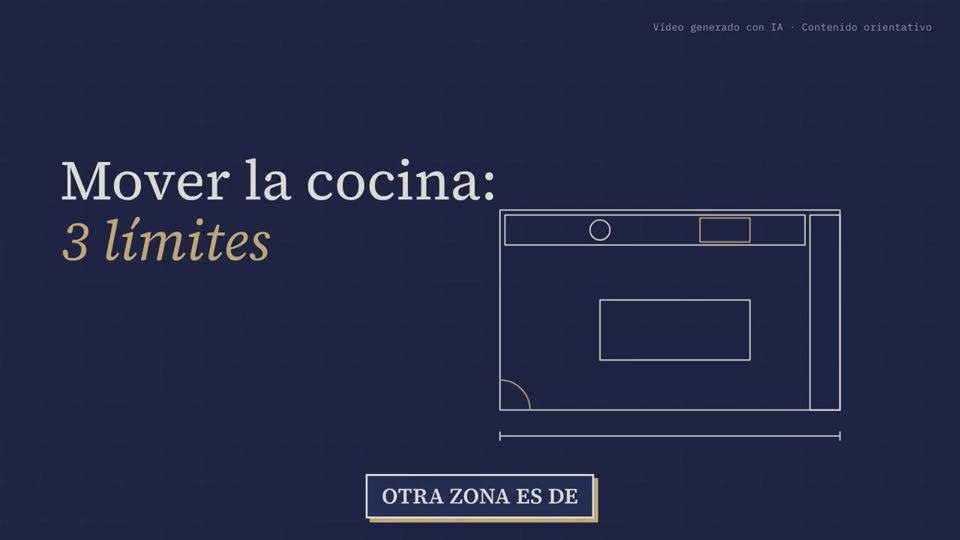 Vídeo generado con IA · Contenido orientativo
Mover la cocina:
3 límites
OTRA ZONA ES DE